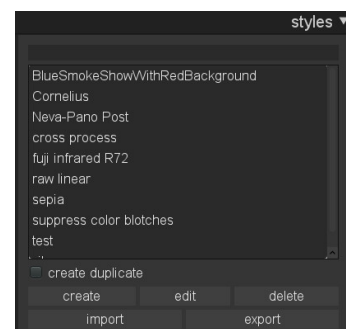 styles
BlueSmokeShowWithRedBackground
Cornelius
Neva-Pano Post
cross process
fuji infrared R72
raw linear
sepia
suppress color blotches
test
create duplicate
create edit delete
import export